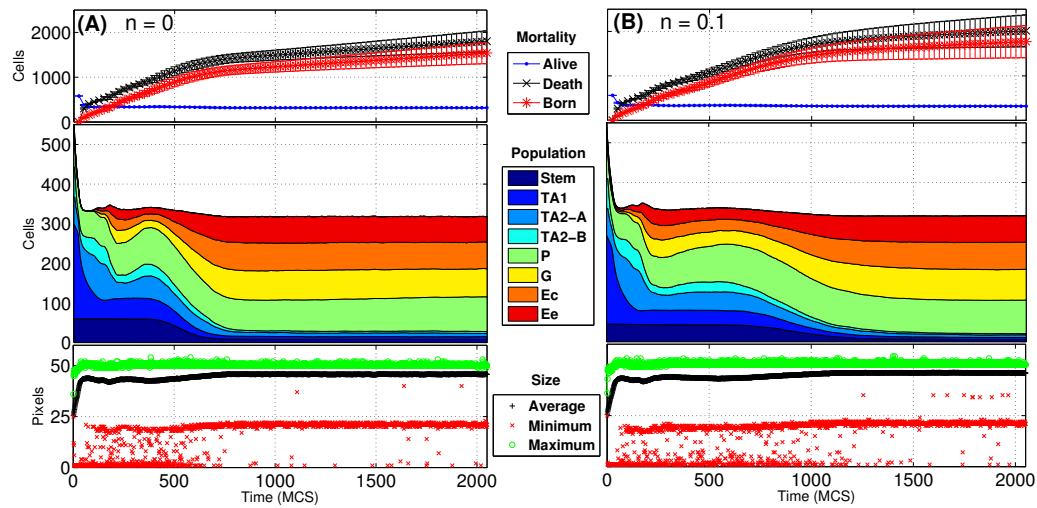 (A) n = 0
Cells
2000
1000
0
Mortality
Alive
Death
Born
(B) n = 0.1
Cells
500
400
300
200
100
0
Population
Stem
TA1
TA2-A
TA2-B
P
G
Ec
Ee
Pixels
50
25
0
Size
Average
Minimum
Maximum
0 500 1000 1500 2000
Time (MCS)
0 500 1000 1500 2000
Time (MCS)